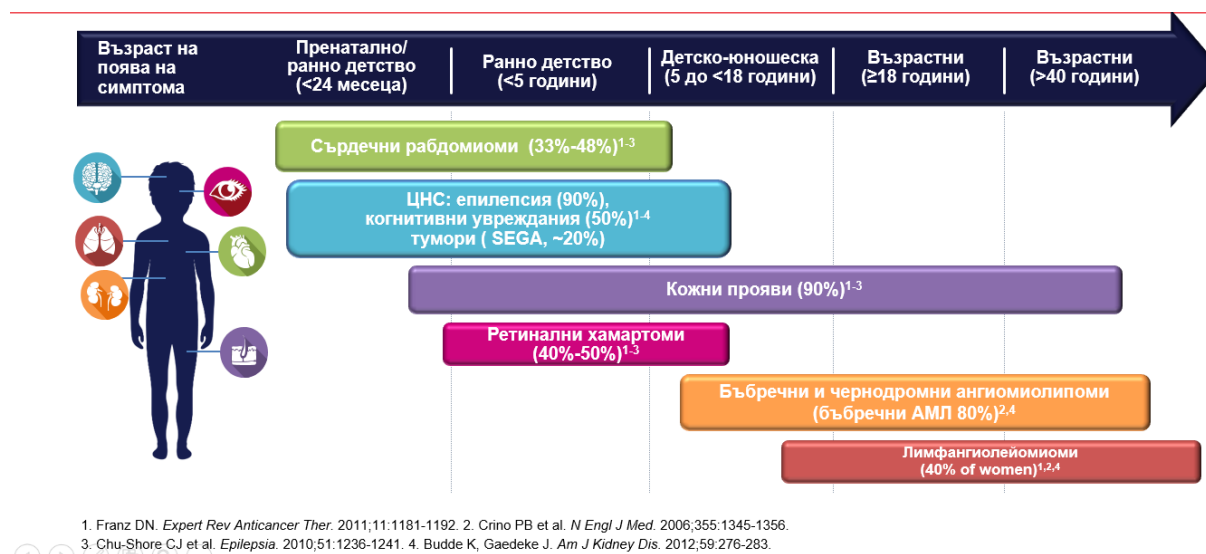 Възраст на
поява на
симптома
Пренатално/
ранно детство
(<24 месеца)
Ранно детство
(<5 години)
Детско-юношеска
(5 до <18 години)
Възрастни
(≥18 години)
Възрастни
(>40 години)
Сърдечни рабдомиоми (33%-48%)1-3
ЦНС: епилепсия (90%),
когнитивни увреждания (50%)1-4
тумори ( SEGA, ~20%)
Кожни прояви (90%)1-3
Ретинални хамартоми
(40%-50%)1-3
Бъбречни и чернодромни ангиомиолипоми
(бъбречни АМЛ 80%)2,4
Лимфангиолейомиоми
(40% of women)1,2,4
1. Franz DN. Expert Rev Anticancer Ther. 2011;11:1181-1192. 2. Crino PB et al. N Engl J Med. 2006;355:1345-1356.
3. Chu-Shore CJ et al. Epilepsia. 2010;51:1236-1241. 4. Budde K, Gaedeke J. Am J Kidney Dis. 2012;59:276-283.